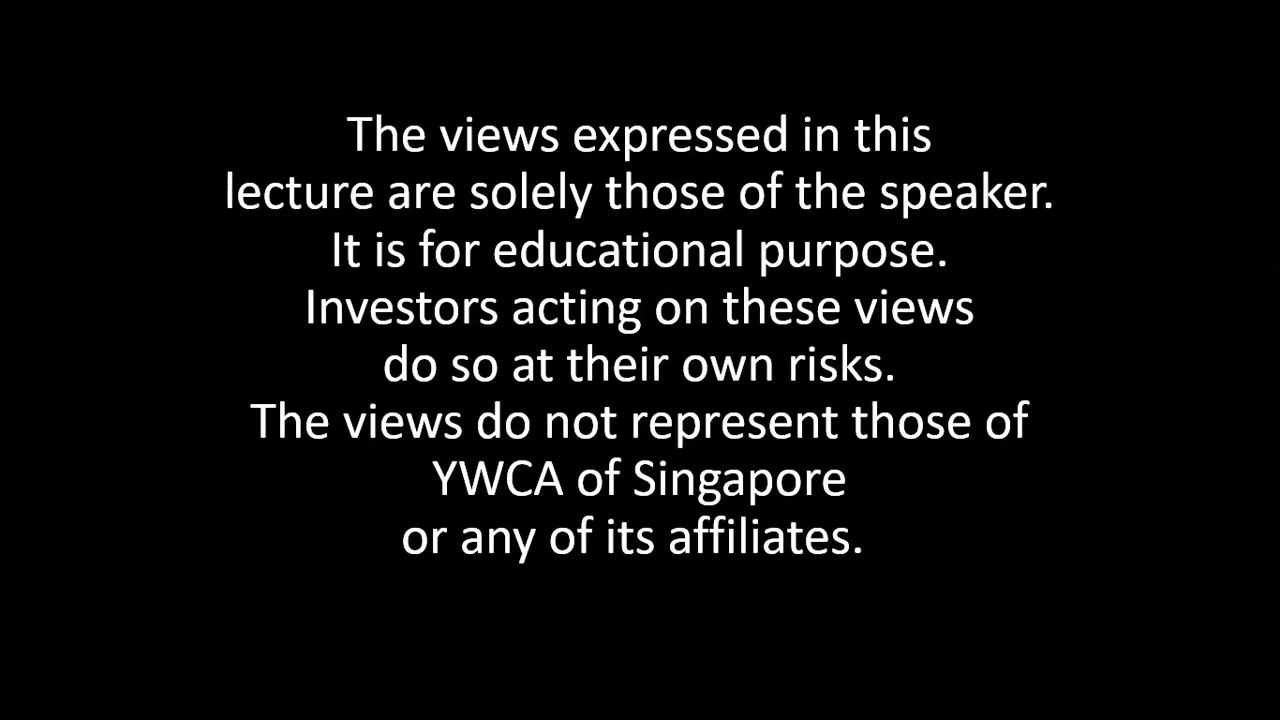 The views expressed in this
lecture are solely those of the speaker.
It is for educational purpose.
Investors acting on these views
do so at their own risks.
The views do not represent those of
YWCA of Singapore
or any of its affiliates.